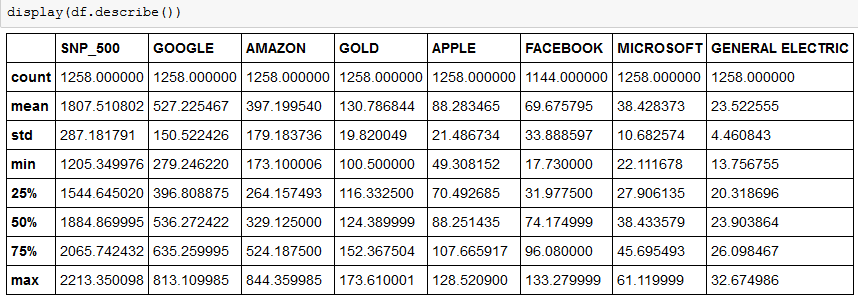 display(df.describe())
SNP_500 GOOGLE AMAZON GOLD APPLE FACEBOOK MICROSOFT GENERAL ELECTRIC
count 1258.000000 1258.000000 1258.000000 1258.000000 1258.000000 1144.000000 1258.000000 1258.000000
mean 1807.510802 527.225467 397.199540 130.786844 88.283465 69.675795 38.428373 23.522555
std 287.181791 150.522426 179.183736 19.820049 21.486734 33.888597 10.682574 4.460843
min 1205.349976 279.246220 173.100006 100.500000 49.308152 17.730000 22.111678 13.756755
25% 1544.645020 396.808875 264.157493 116.332500 70.492685 31.977500 27.906135 20.318696
50% 1884.869995 536.272422 329.125000 124.389999 88.251435 74.174999 38.433579 23.903864
75% 2065.742432 635.259995 524.187500 152.367504 107.665917 96.080000 45.695493 26.098467
max 2213.350098 813.109985 844.359985 173.610001 128.520900 133.279999 61.119999 32.674986